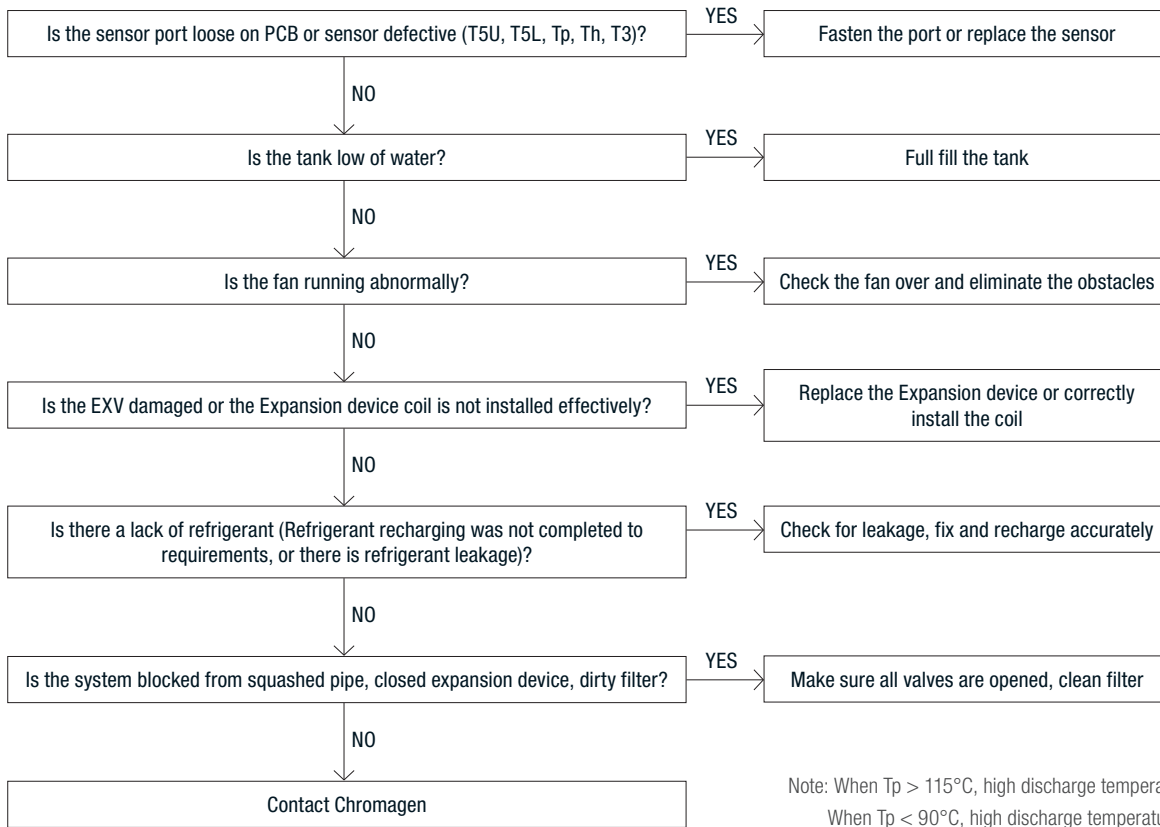 Is the sensor port loose on PCB or sensor defective (T5U, T5L, Tp, Th, T3)?
YES
Fasten the port or replace the sensor
NO
Is the tank low of water?
YES
Full fill the tank
NO
Is the fan running abnormally?
YES
Check the fan over and eliminate the obstacles
NO
Is the EXV damaged or the Expansion device coil is not installed effectively?
YES
Replace the Expansion device or correctly
install the coil
NO
Is there a lack of refrigerant (Refrigerant recharging was not completed to
requirements, or there is refrigerant leakage)?
YES
Check for leakage, fix and recharge accurately
NO
Is the system blocked from squashed pipe, closed expansion device, dirty filter?
YES
Make sure all valves are opened, clean filter
NO
Contact Chromagen
Note: When Tp > 115°C, high discharge
When Tp < 90°C, high discharge